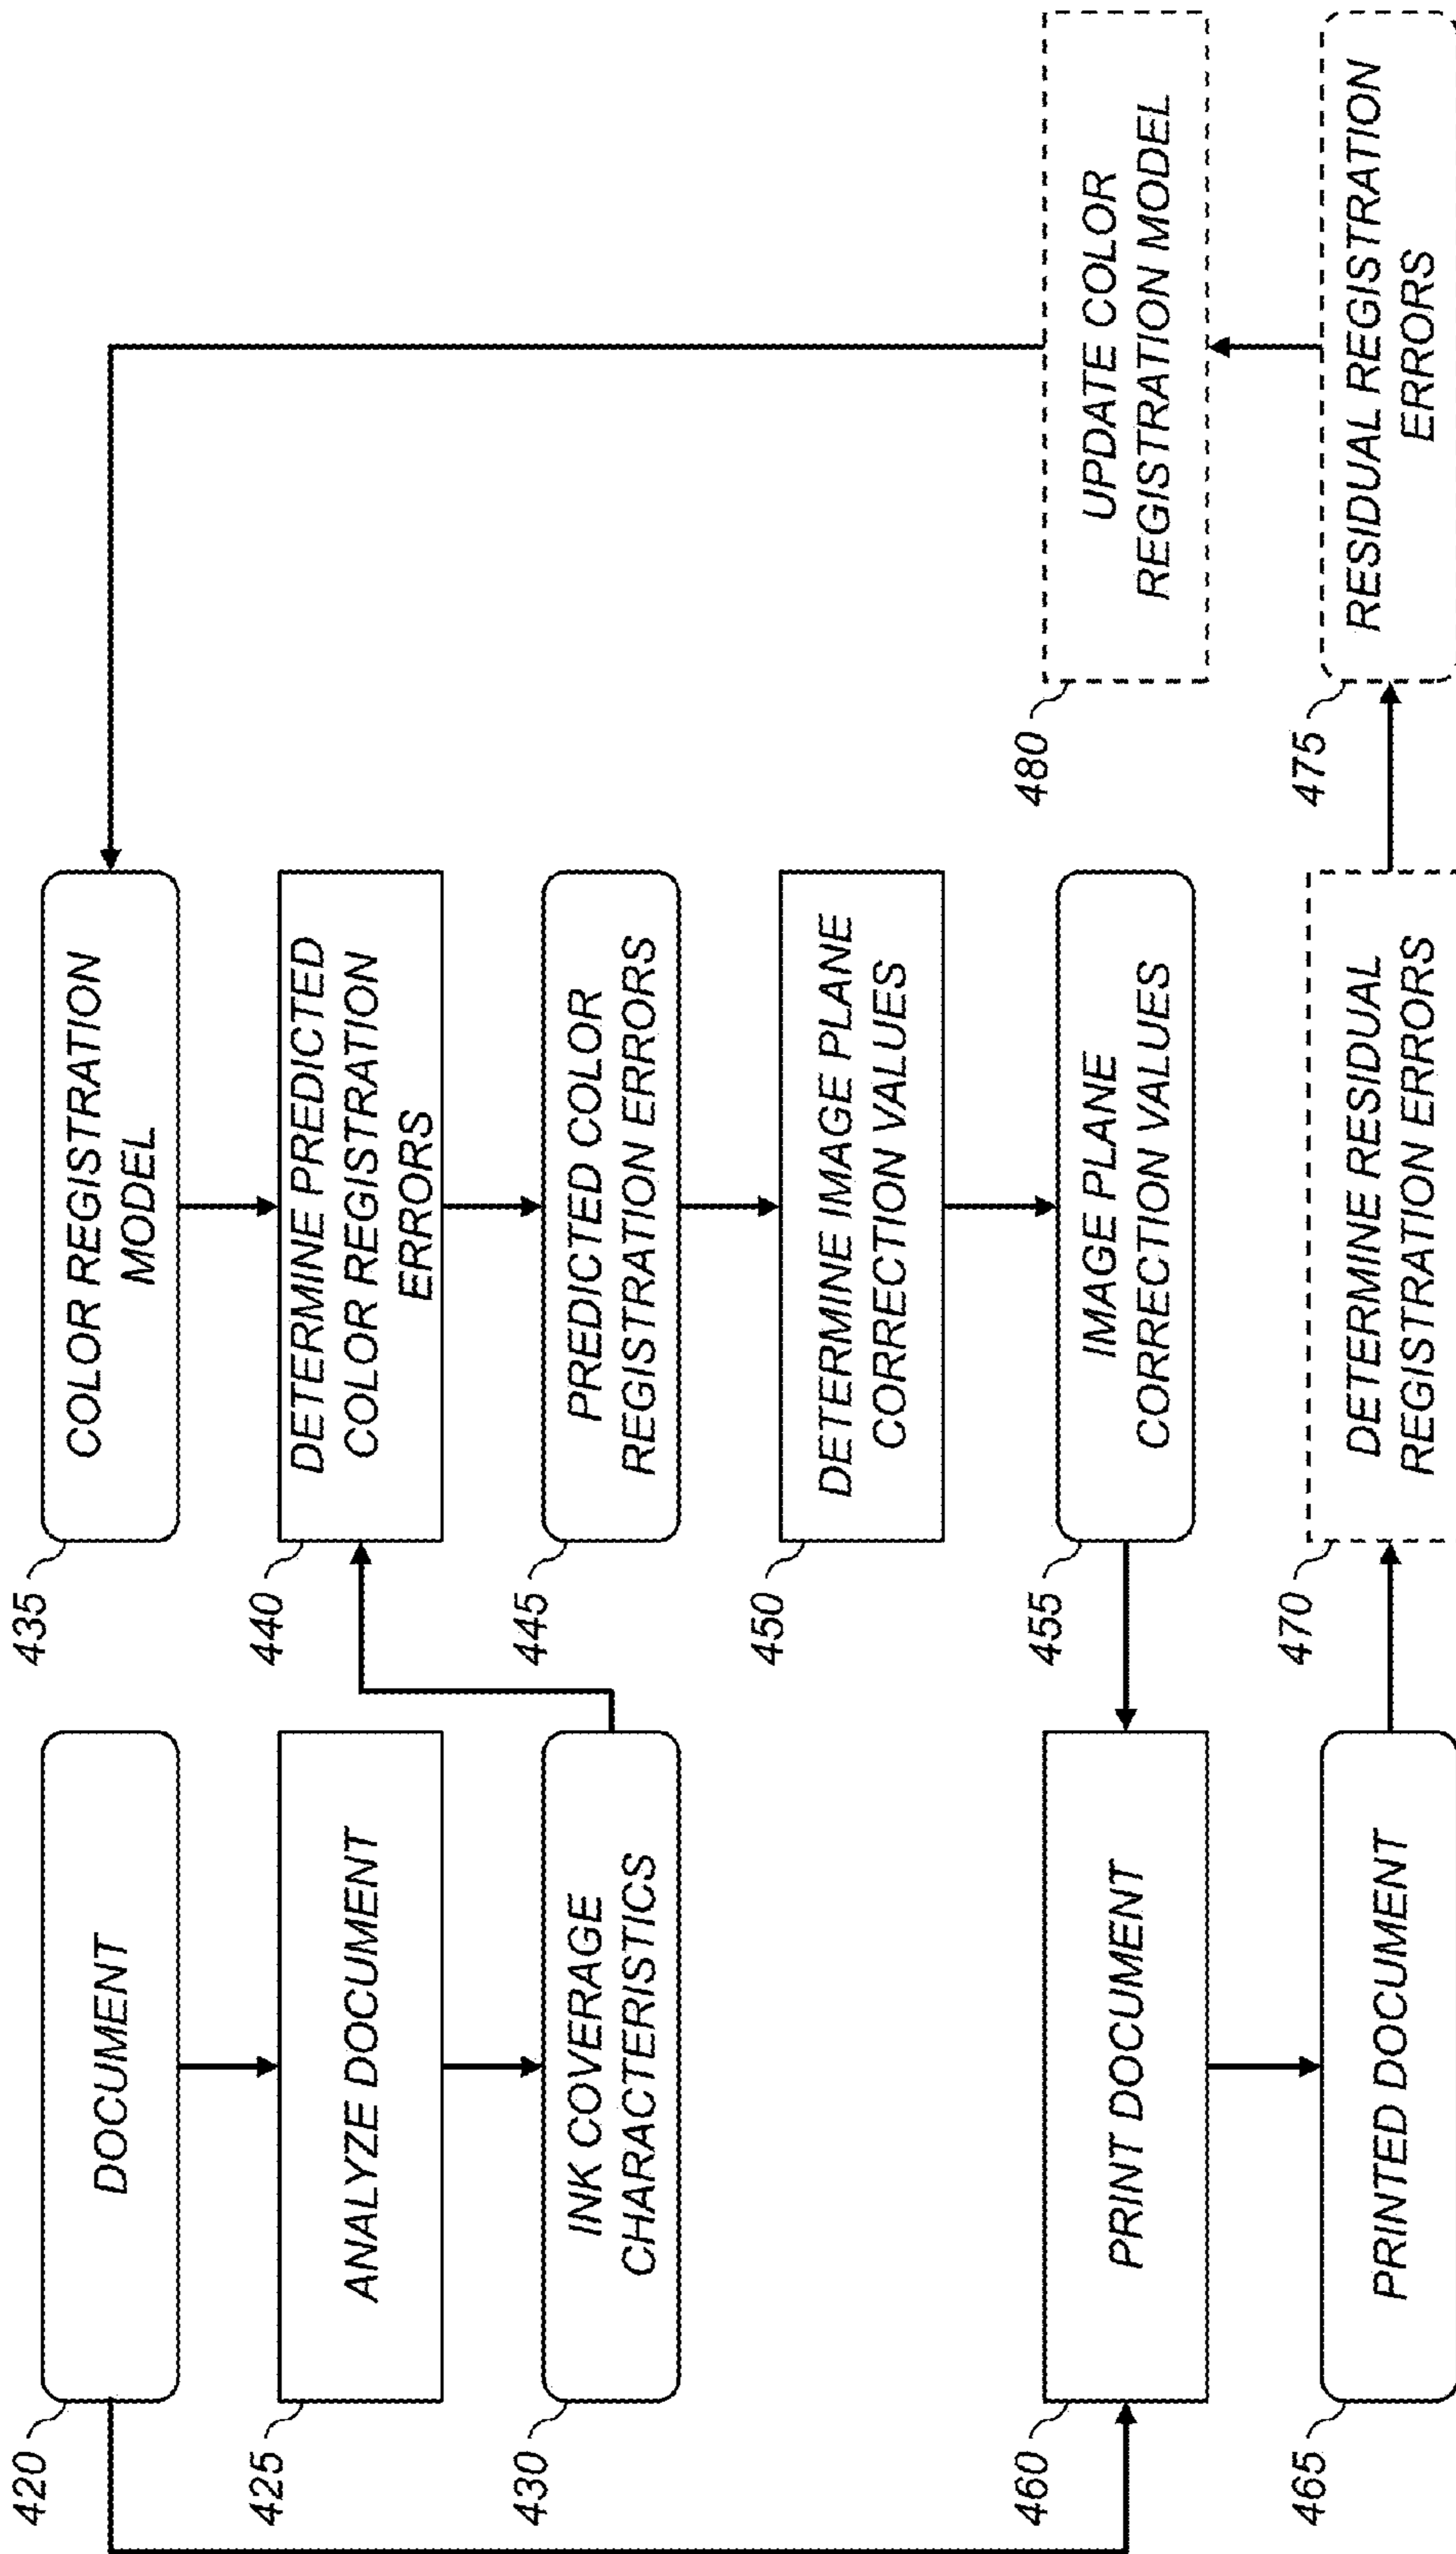 420
DOCUMENT
425
ANALYZE DOCUMENT
430
INK COVERAGE
CHARACTERISTICS
435
COLOR REGISTRATION
MODEL
440
DETERMINE PREDICTED
COLOR REGISTRATION
ERRORS
445
PREDICTED COLOR
REGISTRATION ERRORS
450
DETERMINE IMAGE PLANE
CORRECTION VALUES
455
IMAGE PLANE
CORRECTION VALUES
460
PRINT DOCUMENT
465
PRINTED DOCUMENT
470
DETERMINE RESIDUAL
REGISTRATION ERRORS
475
RESIDUAL REGISTRATION
ERRORS
480
UPDATE COLOR
REGISTRATION MODEL